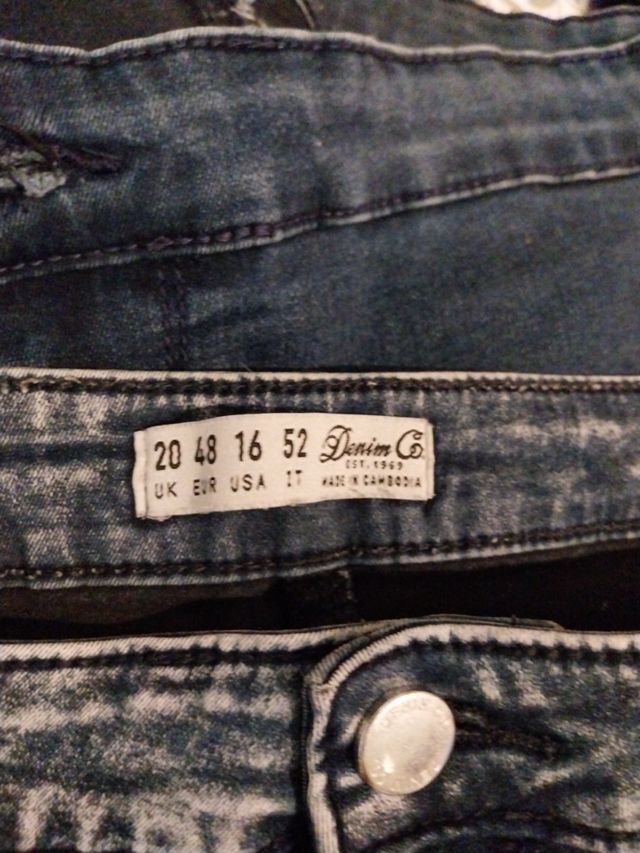 20 48 16 52 Denim Co.
EST. 1969
UK EUR USA IT MADE IN CAMBODIA